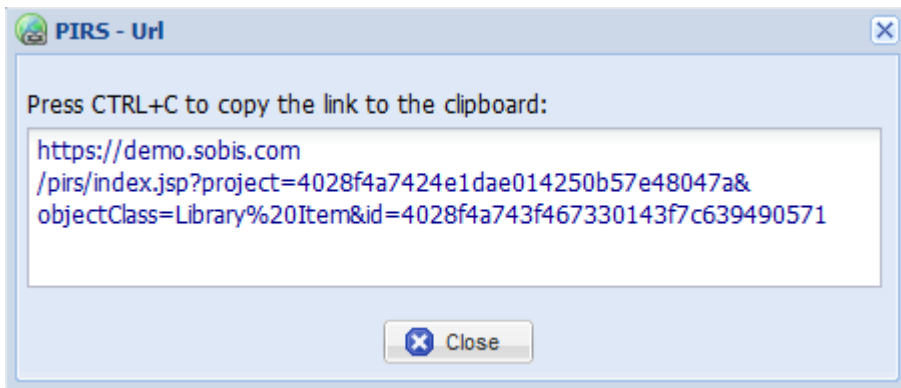 PIRS - Url
Press CTRL+C to copy the link to the clipboard:
https://demo.sobis.com
/pirs/index.jsp?project=4028f4a7424e1dae014250b57e48047a&
objectClass=Library%20Item&id=4028f4a743f467330143f7c639490571
Close